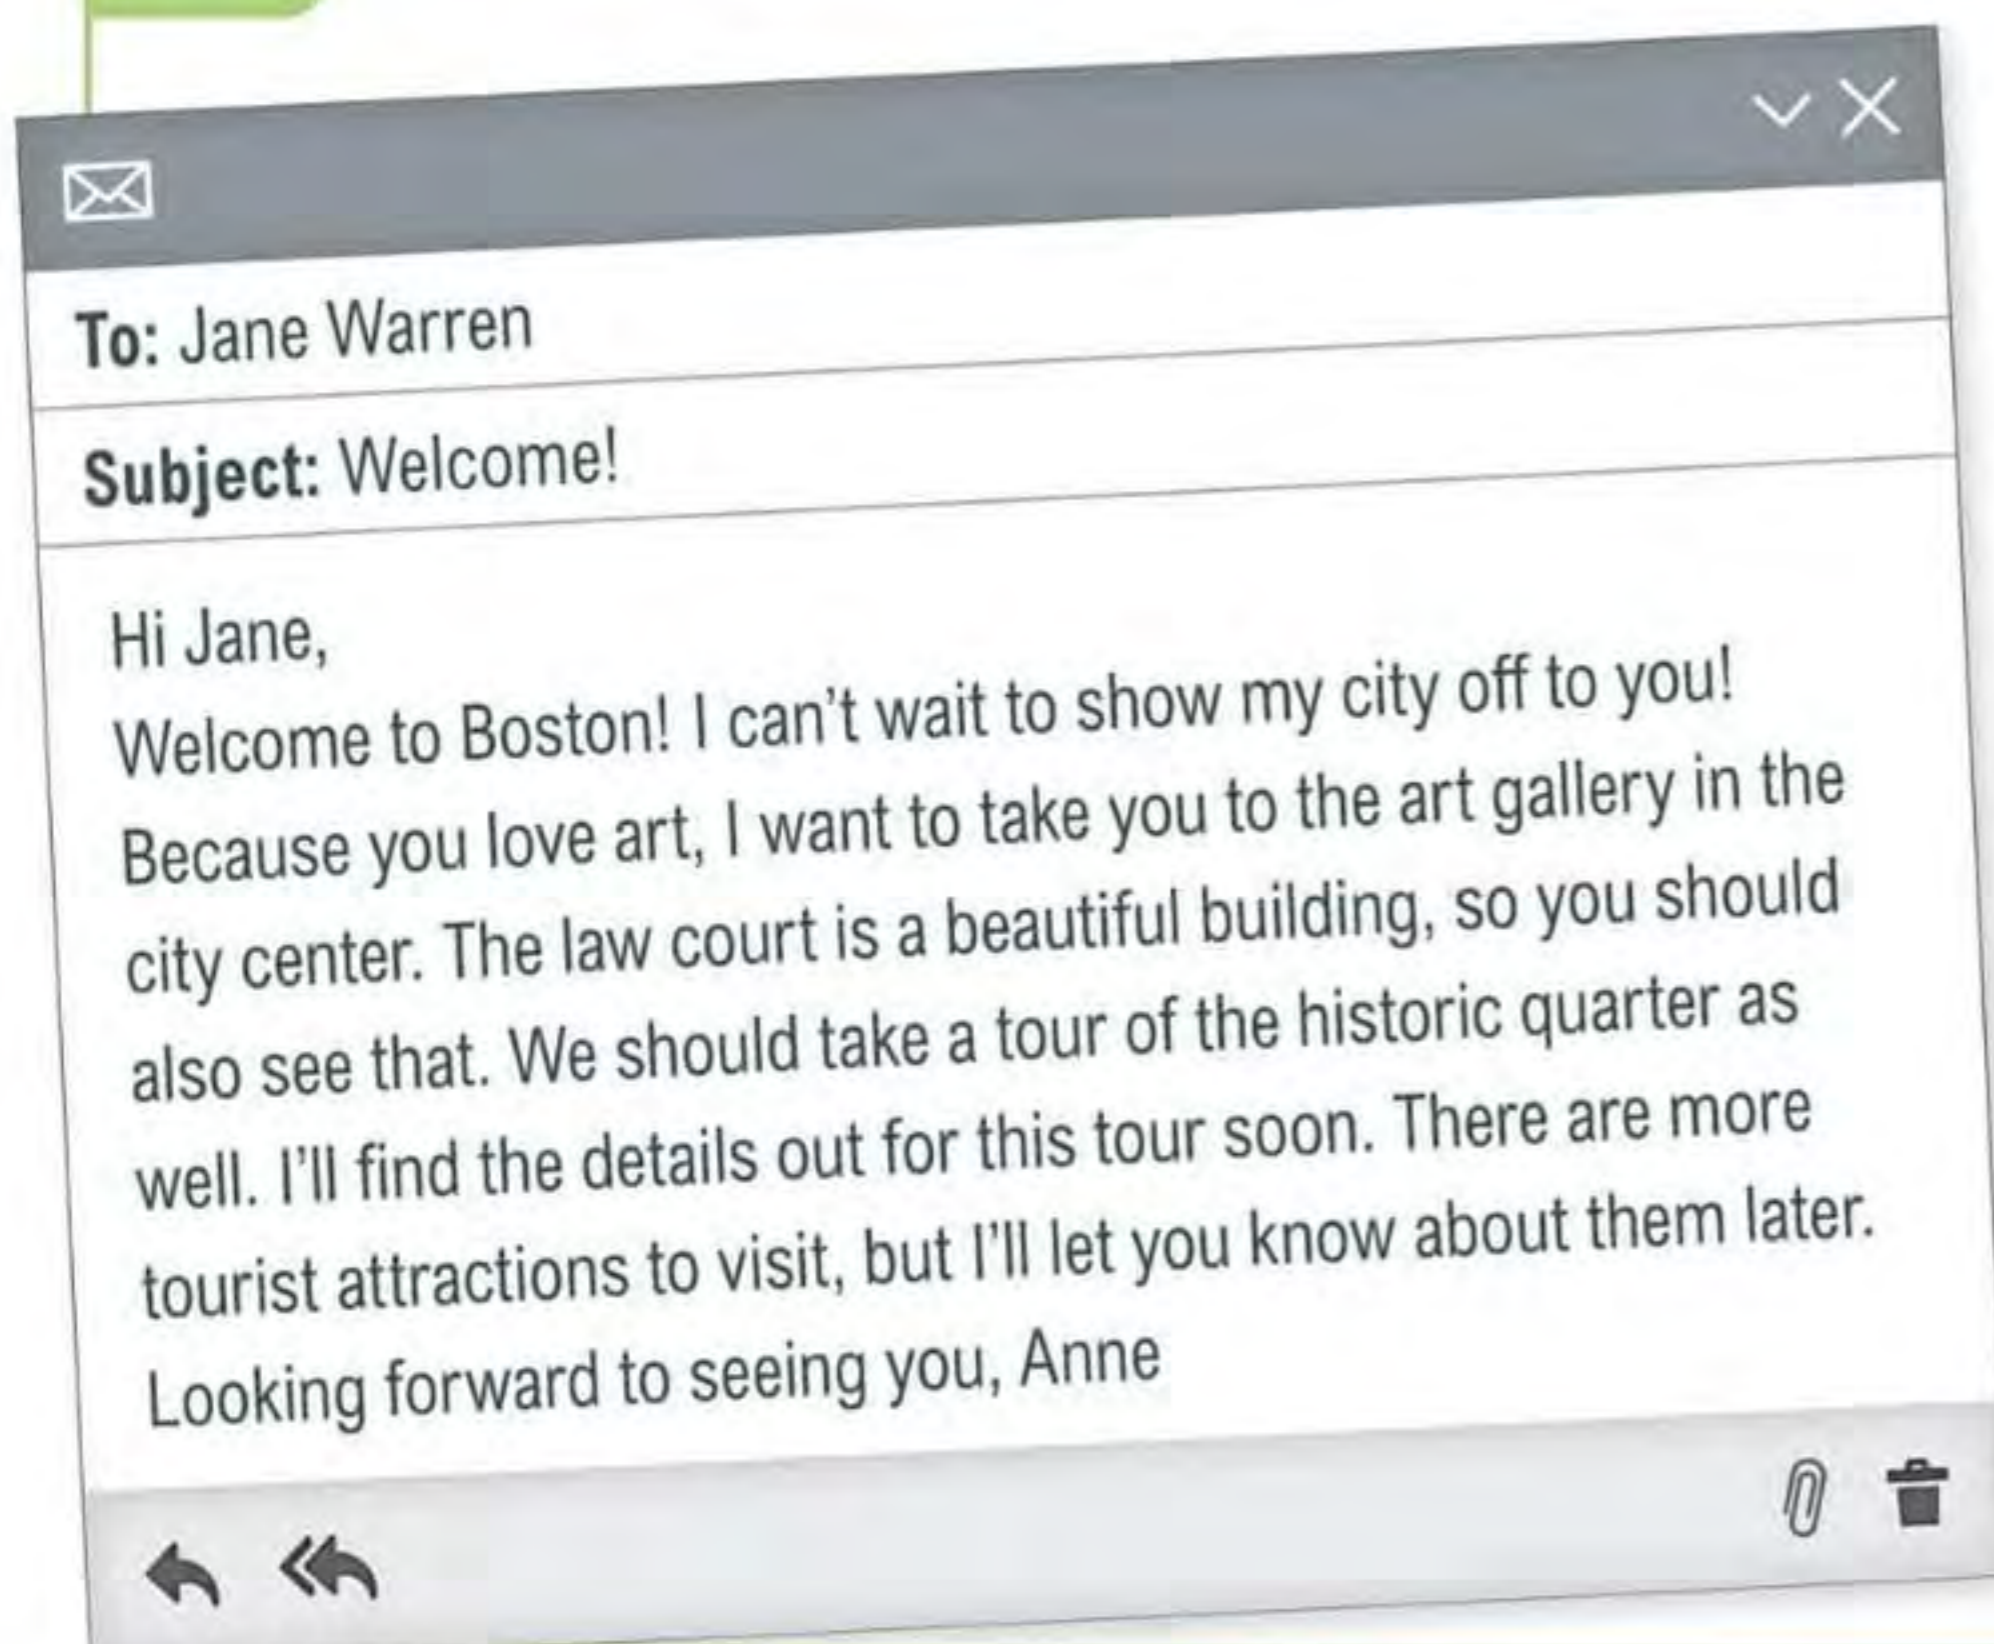 To: Jane Warren
Subject: Welcome!
Hi Jane,
Welcome to Boston! I can't wait to show my city off to you!
Because you love art, I want to take you to the art gallery in the
city center. The law court is a beautiful building, so you should
also see that. We should take a tour of the historic quarter as
well. I'll find the details out for this tour soon. There are more
tourist attractions to visit, but I'll let you know about them later.
Looking forward to seeing you, Anne